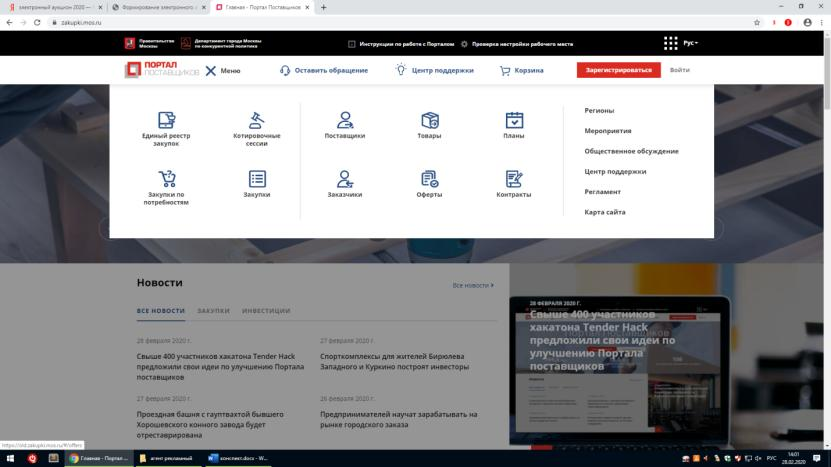 электронный аукцион 2020 —
Формирование электронного
Главная - Портал Поставщиков
zakupki.mos.ru
Правительство
Москвы
Департамент города Москвы
по конкурентной политике
Инструкции по работе с Порталом
Проверка настройки рабочего места
Рус
ПОРТАЛ
ПОСТАВЩИКОВ
Меню
Оставить обращение
Центр поддержки
Корзина
Зарегистрироваться
Войти
Единый реестр
закупок
Котировочные
сессии
Поставщики
Товары
Планы
Закупки по
потребностям
Закупки
Заказчики
Оферты
Контракты
Регионы
Мероприятия
Общественное обсуждение
Центр поддержки
Регламент
Карта сайта
Новости
Все новости
ВСЕ НОВОСТИ ЗАКУПКИ ИНВЕСТИЦИИ
28 февраля 2020 г.
Свыше 400 участников хакатона Tender Hack
предложили свои идеи по улучшению Портала
поставщиков
27 февраля 2020 г.
Спорткомплексы для жителей Бирюлева
Западного и Куркино построят инвесторы
27 февраля 2020 г.
Проездная башня с гауптвахтой бывшего
Хорошевского конного завода будет
отреставрирована
26 февраля 2020 г.
Предпринимателей научат зарабатывать на
рынке городского заказа
28 ФЕВРАЛЯ 2020 Г.
Свыше 400 участников
хакатона Tender Hack
предложили свои идеи по
улучшению Портала
поставщиков
https://old.zakupki.mos.ru/#/offers
Главная - Портал ...
агент рекламный
конспект.docx - W...
РУС
14:01
28.02.2020